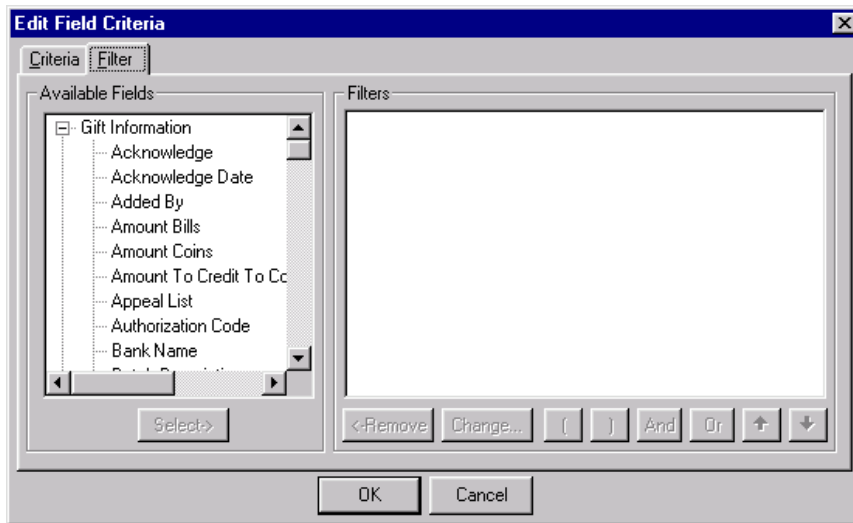 Edit Field Criteria
Criteria Filter
Available Fields
Filters
Gift Information
Acknowledge
Acknowledge Date
Added By
Amount Bills
Amount Coins
Amount To Credit To Co
Appeal List
Authorization Code
Bank Name
Select->
<-Remove Change... ( ) And Or
OK Cancel